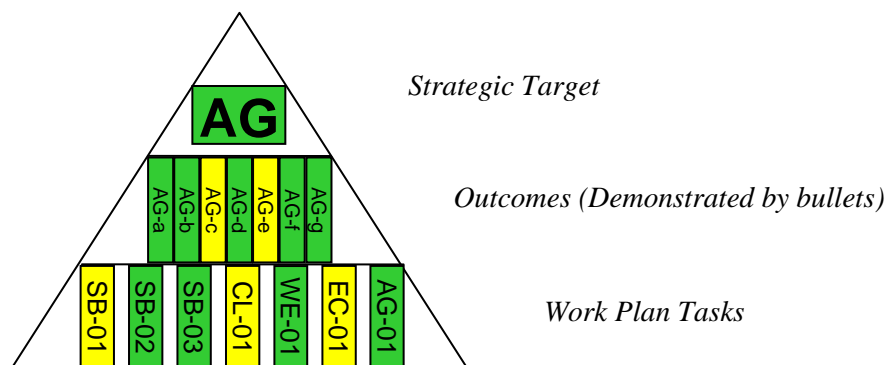 Strategic Target
AG
AG-a
AG-b
AG-c
AG-d
AG-e
AG-f
AG-g
Outcomes (Demonstrated by bullets)
SB-01
SB-02
SB-03
CL-01
WE-01
EC-01
AG-01
Work Plan Tasks